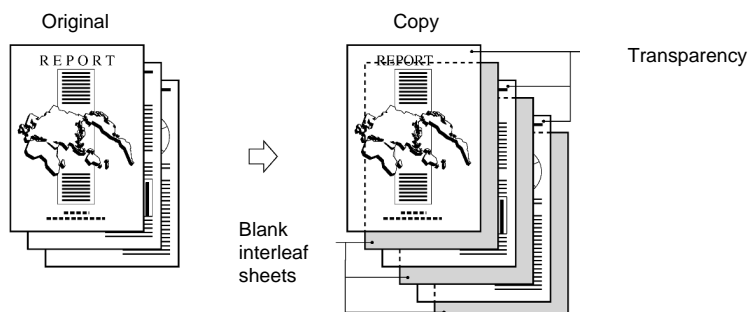 Original
Copy
REPORT
REPORT
Transparency
Blank
interleaf
sheets